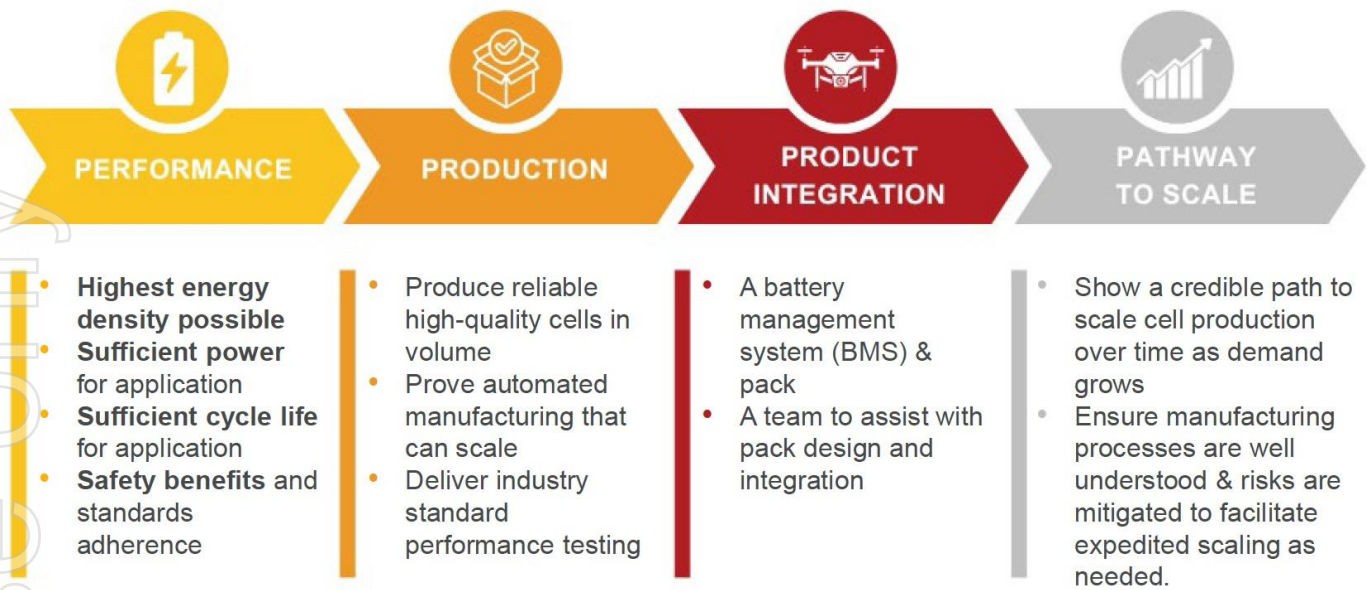 PERFORMANCE
PRODUCTION
PRODUCT
INTEGRATION
PATHWAY
TO SCALE
• Highest energy
density possible
• Sufficient power
for application
• Sufficient cycle life
for application
• Safety benefits and
standards
adherence
• Produce reliable
high-quality cells in
volume
• Prove automated
manufacturing that
can scale
• Deliver industry
standard
performance testing
• A battery
management
system (BMS) &
pack
• A team to assist with
pack design and
integration
• Show a credible path to
scale cell production
over time as demand
grows
• Ensure manufacturing
processes are well
understood & risks are
mitigated to facilitate
expedited scaling as
needed.